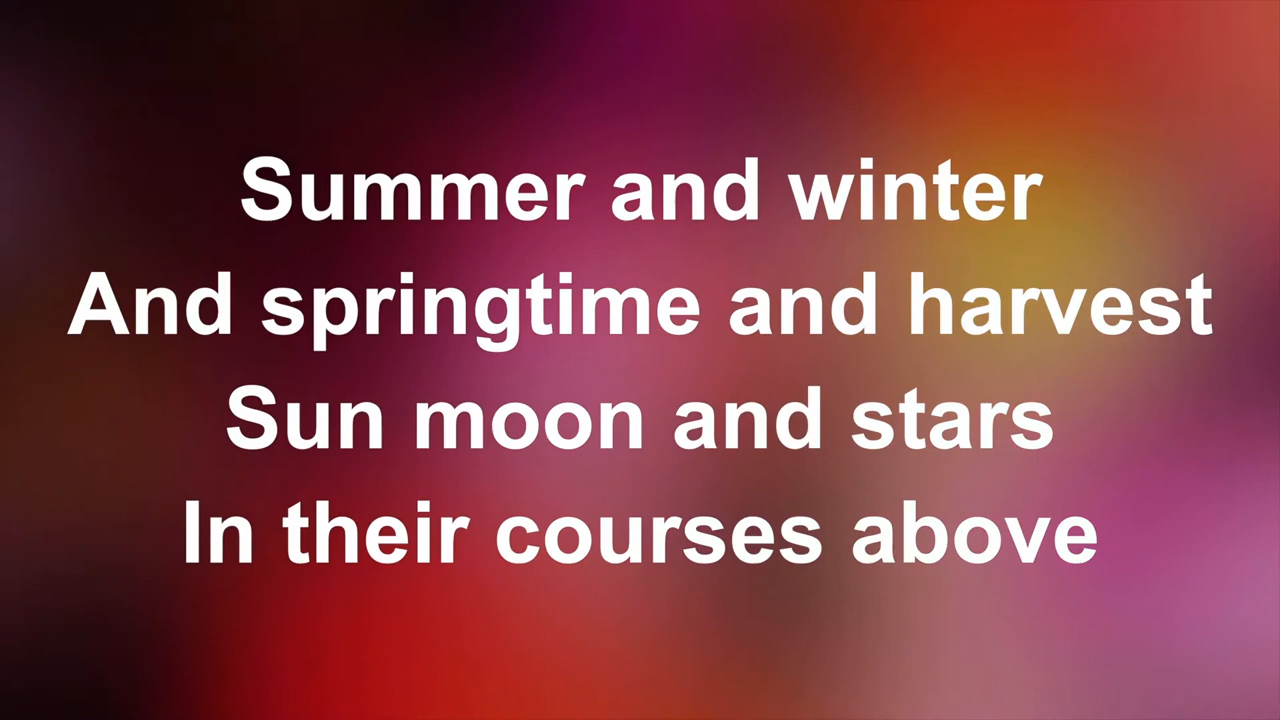 Summer and winter
And springtime and harvest
Sun moon and stars
In their courses above